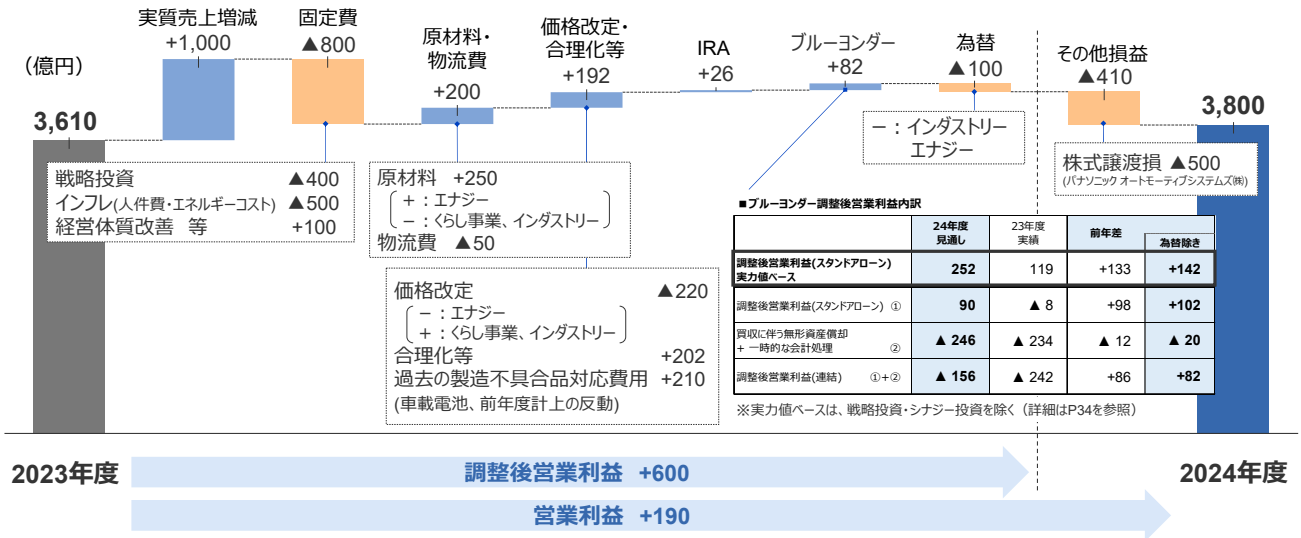 (億円)
実質売上増減
+1,000
固定費
▲800
原材料・
物流費
+200
価格改定・
合理化等
+192
IRA
+26
ブルーヨンダー
+82
為替
▲100
その他損益
▲410
3,610
3,800
戦略投資 ▲400
インフレ(人件費・エネルギーコスト) ▲500
経営体質改善 等 +100
原材料 +250
+：エナジー
−：くらし事業、インダストリー
物流費 ▲50
価格改定 ▲220
−：エナジー
+：くらし事業、インダストリー
合理化等 +202
過去の製造不具合品対応費用 +210
(車載電池、前年度計上の反動)
−：インダストリー
エナジー
株式譲渡損 ▲500
(パナソニック オートモーティブシステムズ㈱)
■ブルーヨンダー調整後営業利益内訳
24年度 見通し 23年度 実績 前年差 為替除き
調整後営業利益(スタンドアローン) 実力値ベース 252 119 +133 +142
調整後営業利益(スタンドアローン) ① 90 ▲ 8 +98 +102
買収に伴う無形資産償却
+ 一時的な会計処理 ② ▲ 246 ▲ 234 ▲ 12 ▲ 20
調整後営業利益(連結) ①+② ▲ 156 ▲ 242 +86 +82
※実力値ベースは、戦略投資・シナジー投資を除く（詳細はP34を参照）
2023年度
調整後営業利益 +600
2024年度
営業利益 +190